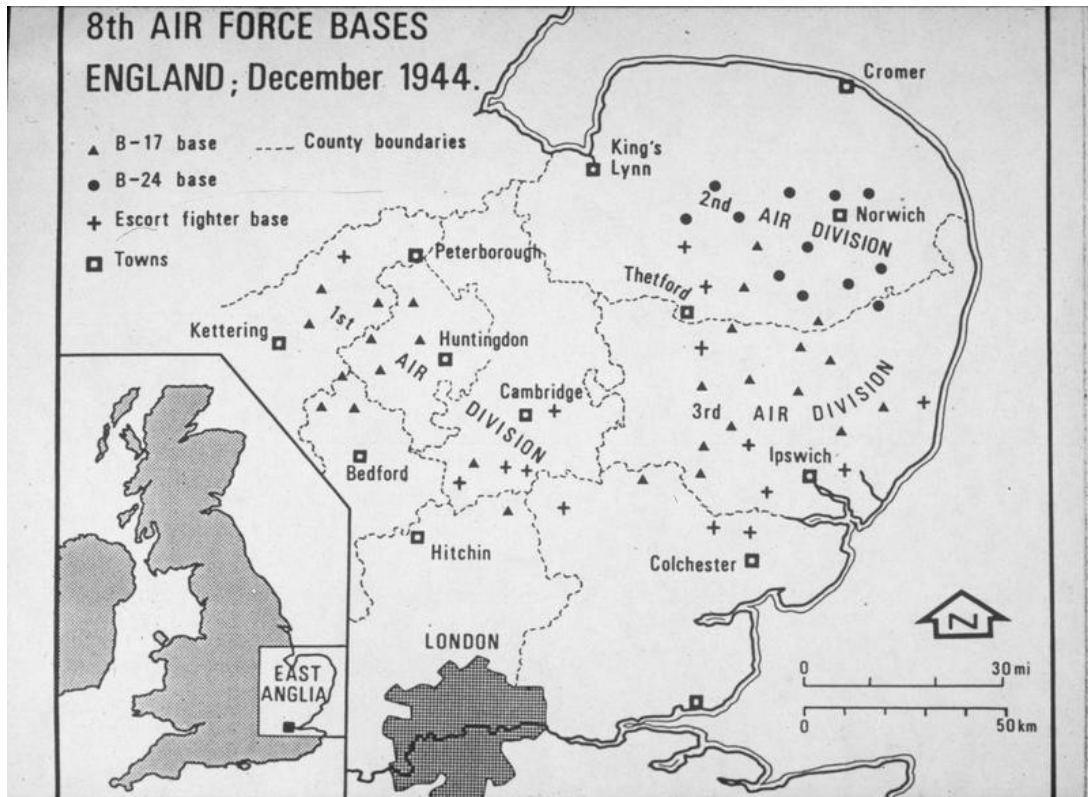 8th AIR FORCE BASES
ENGLAND; December 1944.
B-17 base
County boundaries
B-24 base
Escort fighter base
Towns
Cromer
King's
Lynn
2nd AIR DIVISION
Norwich
Peterborough
Thetford
1st AIR DIVISION
Kettering
Huntingdon
Cambridge
3rd AIR DIVISION
Bedford
Ipswich
Hitchin
Colchester
LONDON
EAST
ANGLIA
N
0 30 mi
0 50 km